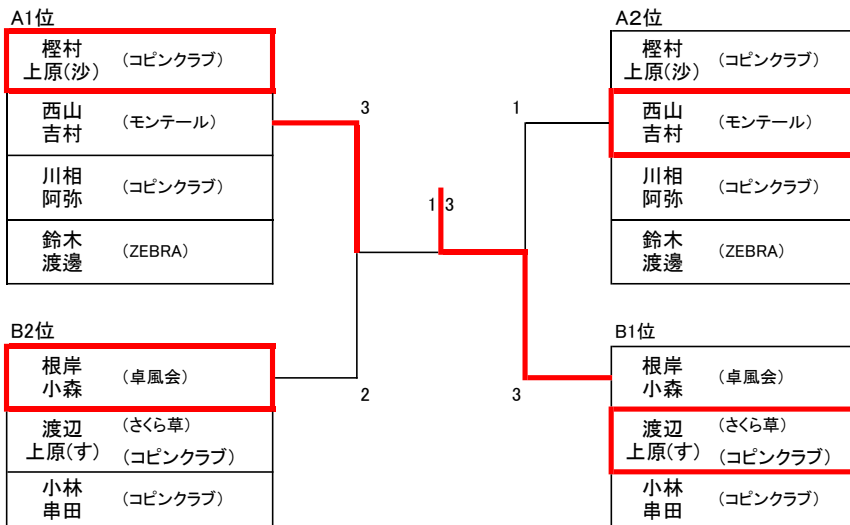 A1位
樫村
上原(沙)
(コピンクラブ)
西山
吉村
(モンテール)
川相
阿弥
(コピンクラブ)
鈴木
渡邊
(ZEBRA)
B2位
根岸
小森
(卓風会)
渡辺
上原(す)
(さくら草)
(コピンクラブ)
小林
串田
(コピンクラブ)
3
2
1 3
1
3
A2位
樫村
上原(沙)
(コピンクラブ)
西山
吉村
(モンテール)
川相
阿弥
(コピンクラブ)
鈴木
渡邊
(ZEBRA)
B1位
根岸
小森
(卓風会)
渡辺
上原(す)
(さくら草)
(コピンクラブ)
小林
串田
(コピンクラブ)